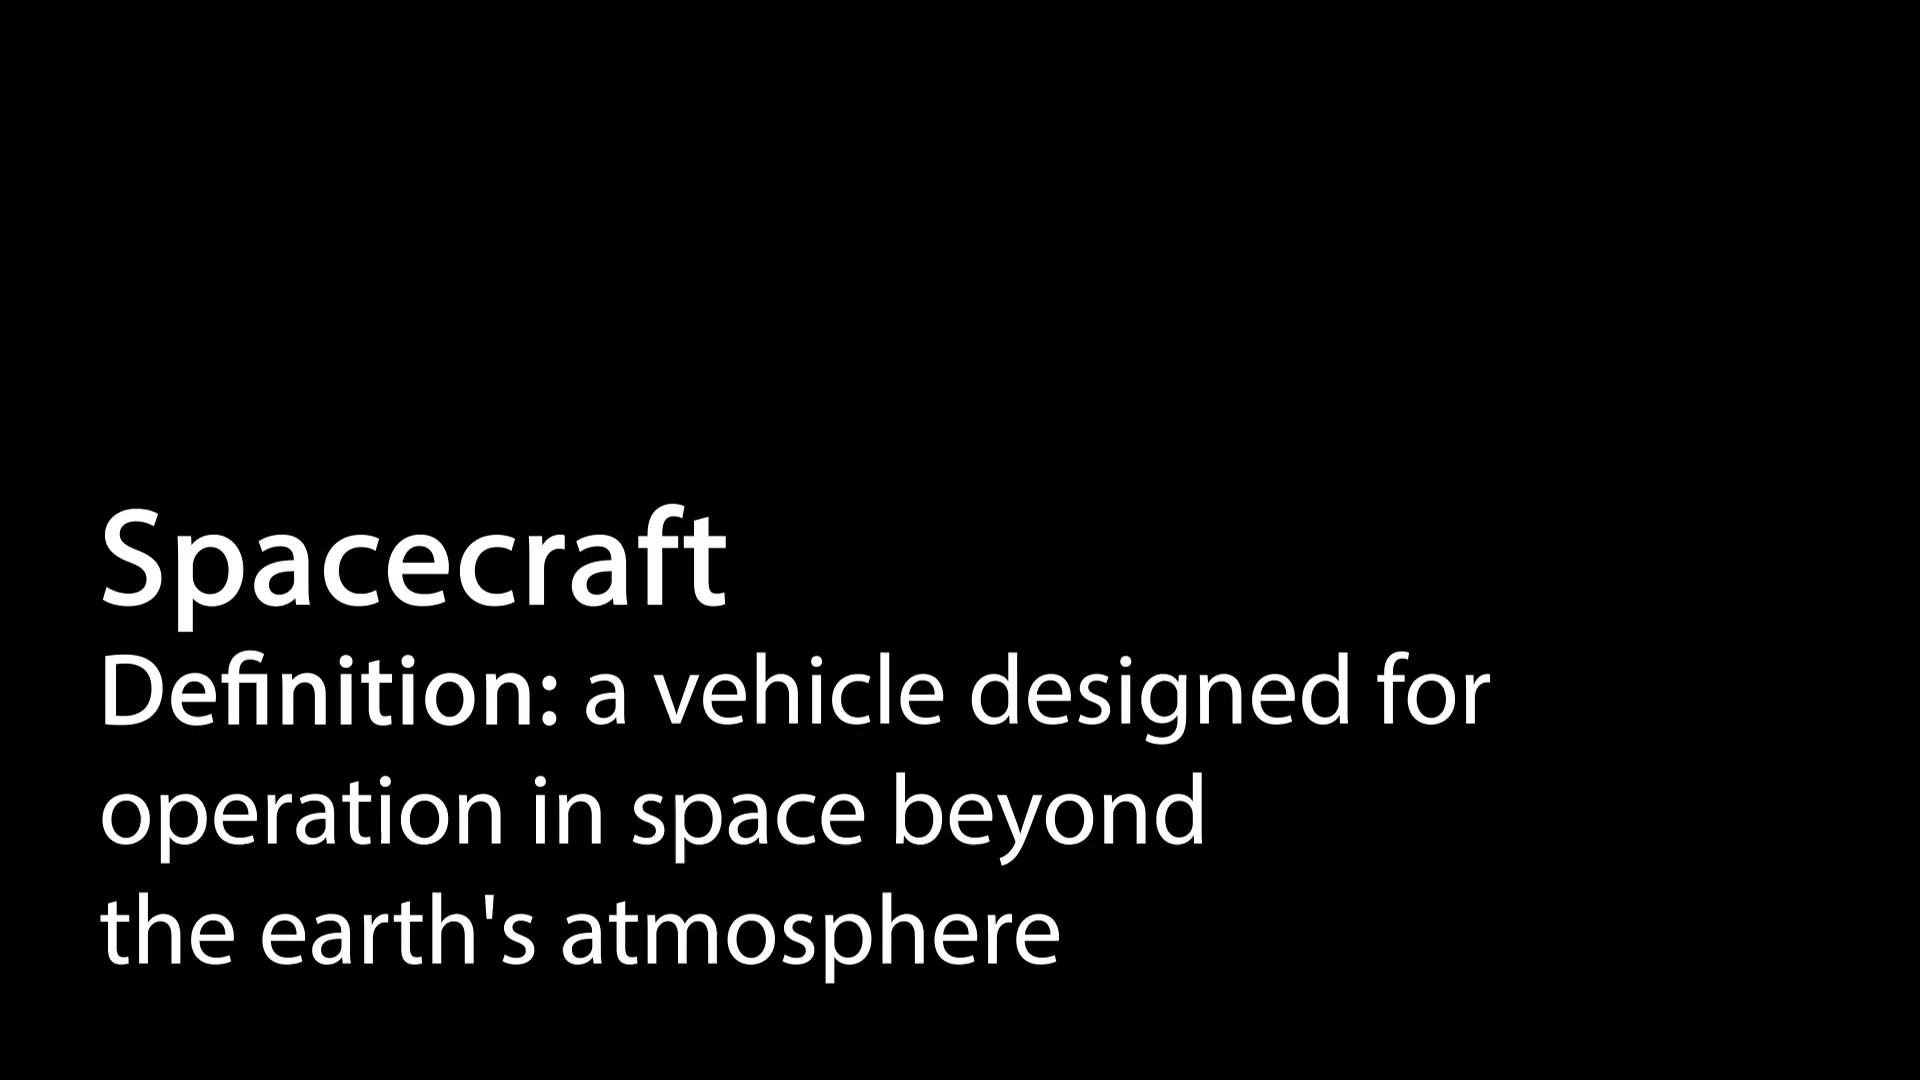 Spacecraft
Definition: a vehicle designed for
operation in space beyond
the earth's atmosphere